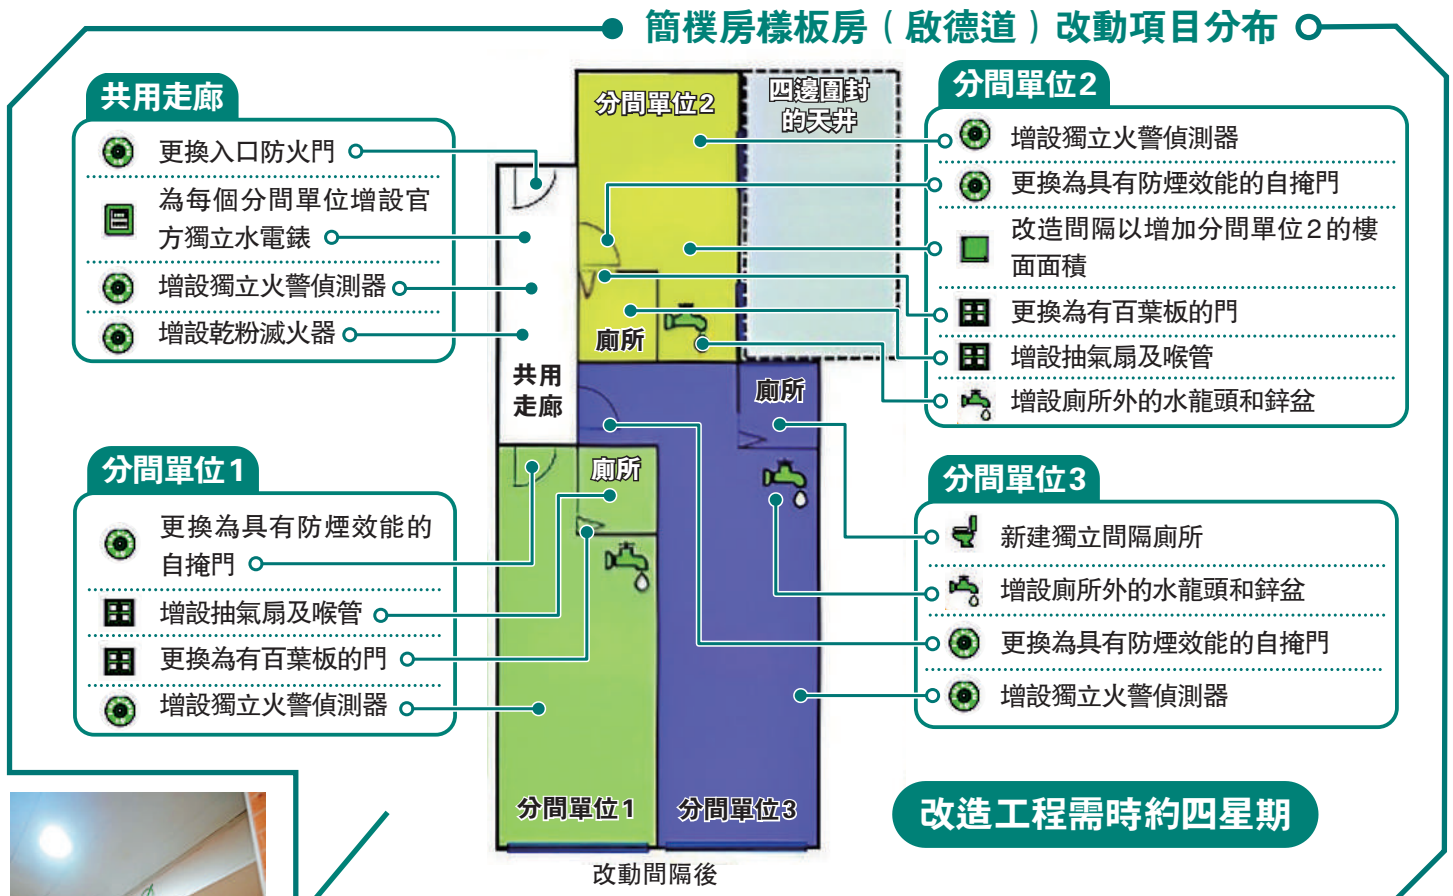 簡樸房樣板房（啟德道）改動項目分布
共用走廊
更換入口防火門
為每個分間單位增設官
方獨立水電錶
增設獨立火警偵測器
增設乾粉滅火器
分間單位1
更換為具有防煙效能的
自掩門
增設抽氣扇及喉管
更換為有百葉板的門
增設獨立火警偵測器
分間單位2
四邊圍封
的天井
廁所
共用
走廊
廁所
廁所
分間單位1
分間單位3
改動間隔後
分間單位2
增設獨立火警偵測器
更換為具有防煙效能的自掩門
改造間隔以增加分間單位2的樓
面面積
更換為有百葉板的門
增設抽氣扇及喉管
增設廁所外的水龍頭和鋅盆
分間單位3
新建獨立間隔廁所
增設廁所外的水龍頭和鋅盆
更換為具有防煙效能的自掩門
增設獨立火警偵測器
改造工程需時約四星期